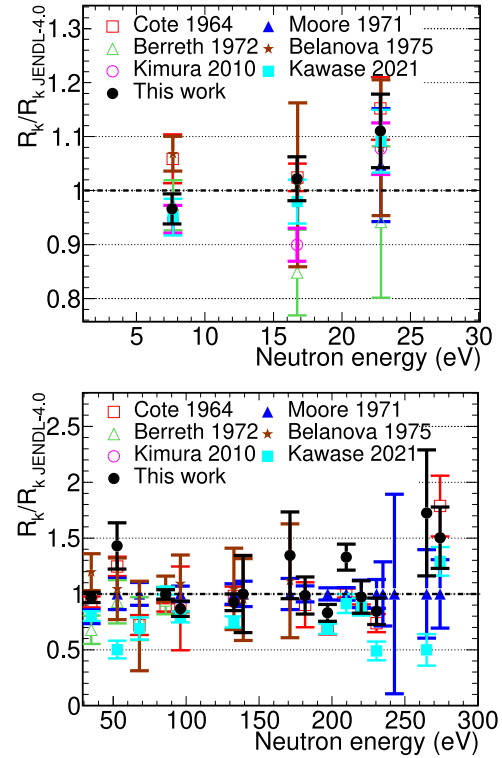 R_k/R_k JENDL-4.0
Cote 1964
Moore 1971
Berreth 1972
Belanova 1975
Kimura 2010
Kawase 2021
This work
1.3
1.2
1.1
1
0.9
0.8
5 10 15 20 25 30
Neutron energy (eV)
R_k/R_k JENDL-4.0
Cote 1964
Moore 1971
Berreth 1972
Belanova 1975
Kimura 2010
Kawase 2021
This work
2.5
2
1.5
1
0.5
0
50 100 150 200 250 300
Neutron energy (eV)